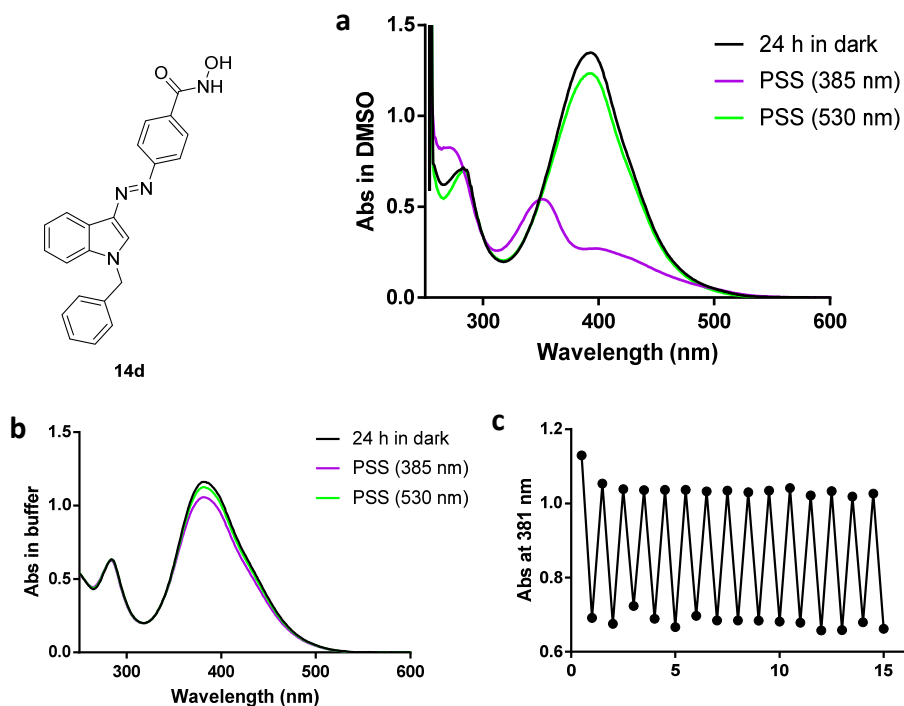 O
OH
NH
N
N
N
14d
a
Abs in DMSO
1.5
1.0
0.5
0.0
300 400 500 600
Wavelength (nm)
24 h in dark
PSS (385 nm)
PSS (530 nm)
b
Abs in buffer
1.5
1.0
0.5
0.0
300 400 500 600
Wavelength (nm)
24 h in dark
PSS (385 nm)
PSS (530 nm)
c
Abs at 381 nm
1.2
1.0
0.8
0.6
0 5 10 15